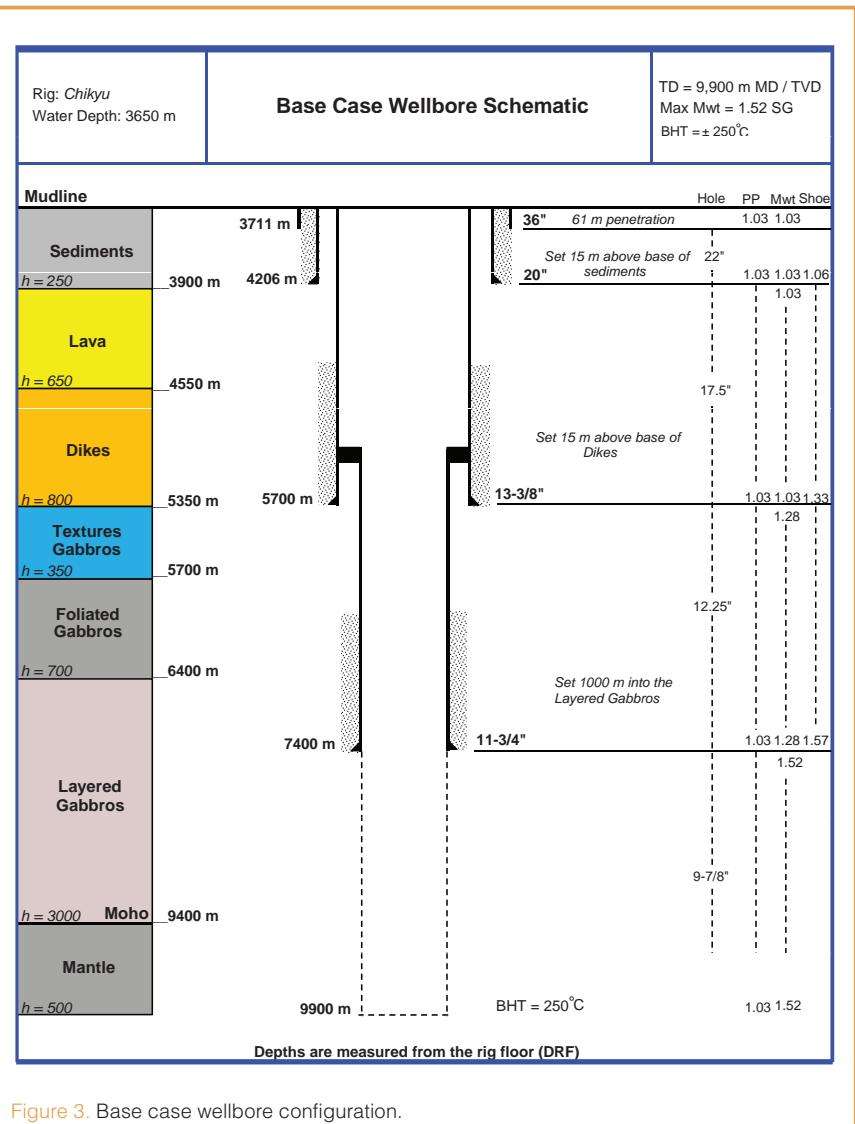 Rig: Chikyu
Water Depth: 3650 m
Base Case Wellbore Schematic
TD = 9,900 m MD / TVD
Max Mwt = 1.52 SG
BHT = ± 250°C
Mudline
Hole PP Mwt Shoe
3711 m
36" 61 m penetration 1.03 1.03
Sediments
Set 15 m above base of sediments
22"
h = 250
3900 m
4206 m
20"
1.03 1.03 1.06
1.03
Lava
h = 650
4550 m
17.5"
Dikes
Set 15 m above base of
Dikes
h = 800
5350 m
5700 m
13-3/8"
1.03 1.03 1.33
1.28
Textures
Gabbros
h = 350
5700 m
Foliated
Gabbros
12.25"
h = 700
6400 m
Set 1000 m into the
Layered Gabbros
7400 m
11-3/4"
1.03 1.28 1.57
1.52
Layered
Gabbros
9-7/8"
h = 3000 Moho
9400 m
Mantle
h = 500
9900 m
BHT = 250°C
1.03 1.52
Depths are measured from the rig floor (DRF)
Figure 3. Base case wellbore configuration.